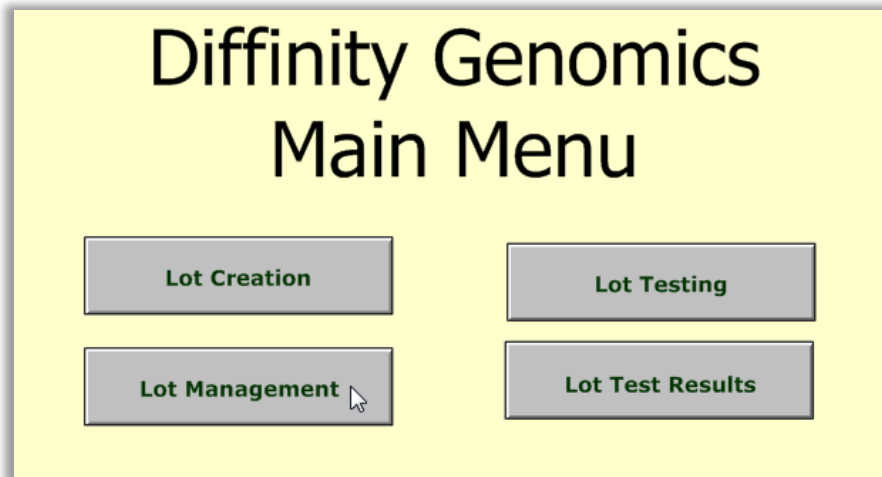 Diffinity Genomics
Main Menu
Lot Creation
Lot Testing
Lot Management
Lot Test Results